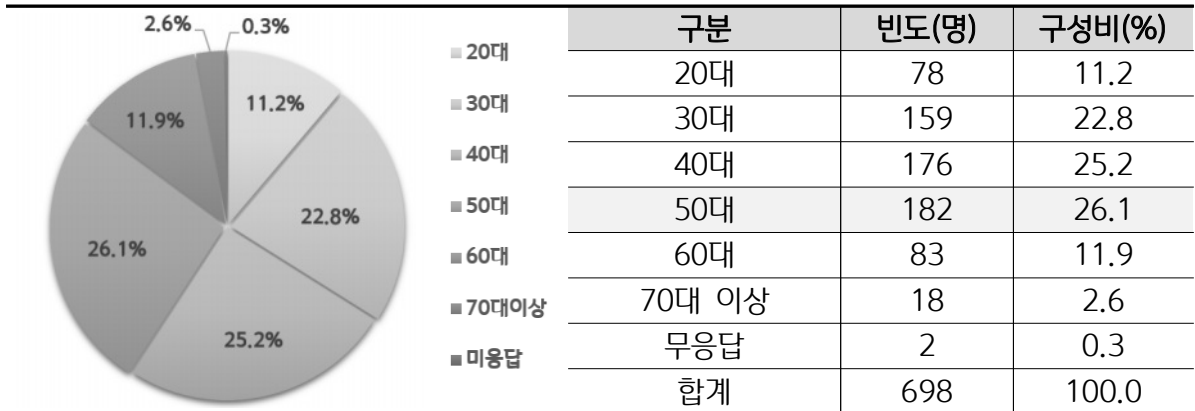 2.6%
0.3%
11.2%
22.8%
25.2%
26.1%
11.9%
20대
30대
40대
50대
60대
70대이상
미응답
구분 빈도(명) 구성비(%)
20대 78 11.2
30대 159 22.8
40대 176 25.2
50대 182 26.1
60대 83 11.9
70대 이상 18 2.6
무응답 2 0.3
합계 698 100.0